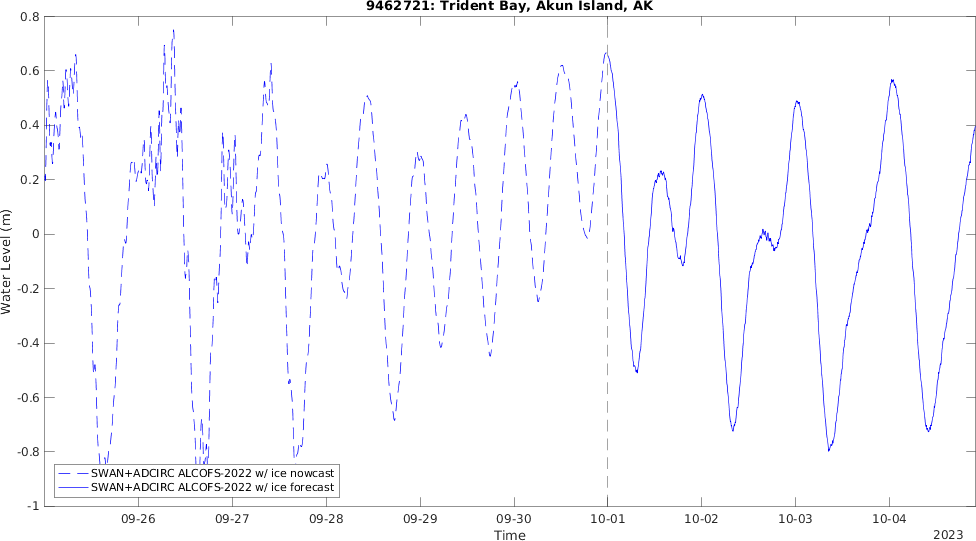 9462721: Trident Bay, Akun Island, AK
0.8
0.6
0.4
0.2
0
-0.2
-0.4
-0.6
-0.8
-1
Water Level (m)
SWAN+ADCIRC ALCOFS-2022 w/ ice nowcast
SWAN+ADCIRC ALCOFS-2022 w/ ice forecast
09-26 09-27 09-28 09-29 09-30 10-01 10-02 10-03 10-04
Time
2023